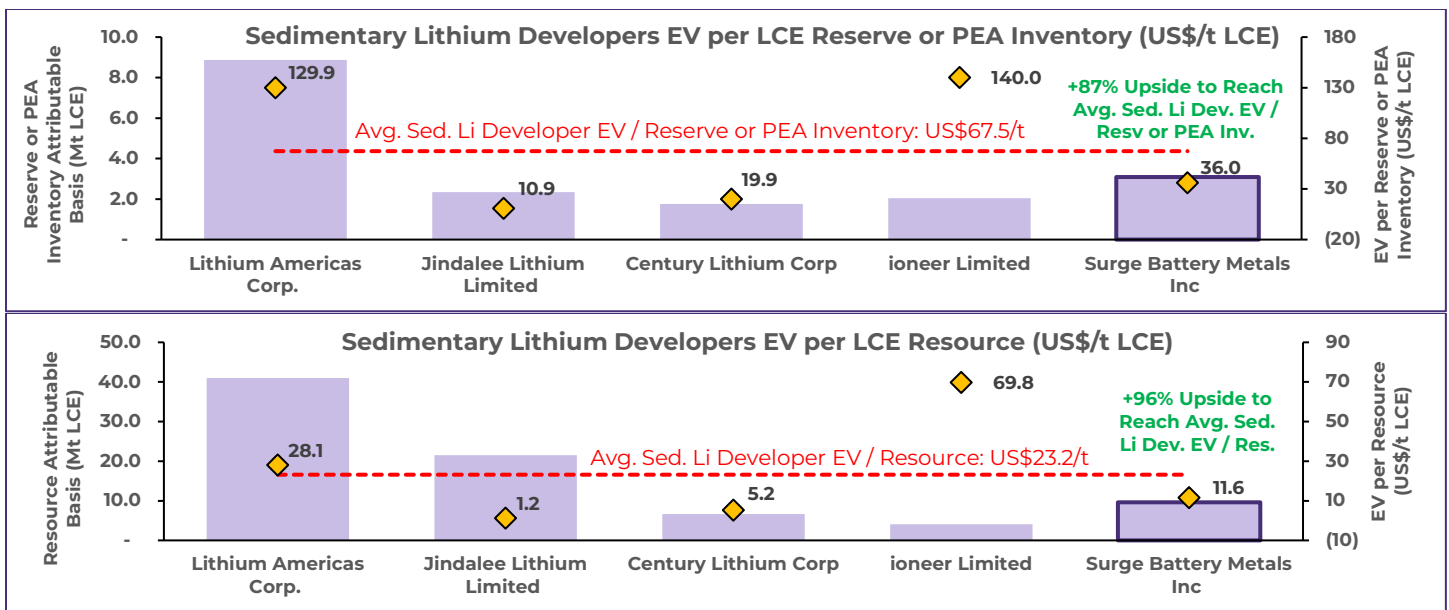 Sedimentary Lithium Developers EV per LCE Reserve or PEA Inventory (US$/t LCE)
Reserve or PEA
Inventory Attributable
Basis (Mt LCE)
10.0
8.0
6.0
4.0
2.0
-
180
130
80
30
(20)
EV per Reserve or PEA
Inventory (US$/t LCE)
129.9
10.9
19.9
140.0
36.0
+87% Upside to Reach
Avg. Sed. Li Dev. EV /
Resv or PEA Inv.
Avg. Sed. Li Developer EV / Reserve or PEA Inventory: US$67.5/t
Lithium Americas
Corp.
Jindalee Lithium
Limited
Century Lithium Corp
ioneer Limited
Surge Battery Metals
Inc
Sedimentary Lithium Developers EV per LCE Resource (US$/t LCE)
Resource Attributable
Basis (Mt LCE)
50.0
40.0
30.0
20.0
10.0
-
90
70
50
30
10
(10)
EV per Resource
(US$/t LCE)
28.1
1.2
5.2
69.8
11.6
+96% Upside to
Reach Avg. Sed.
Li Dev. EV / Res.
Avg. Sed. Li Developer EV / Resource: US$23.2/t
Lithium Americas
Corp.
Jindalee Lithium
Limited
Century Lithium Corp
ioneer Limited
Surge Battery Metals
Inc